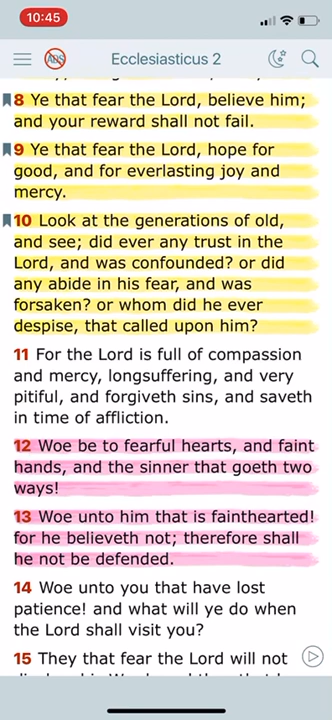 10:45
ADS
Ecclesiasticus 2
8 Ye that fear the Lord, believe him;
and your reward shall not fail.
9 Ye that fear the Lord, hope for
good, and for everlasting joy and
mercy.
10 Look at the generations of old,
and see; did ever any trust in the
Lord, and was confounded? or did
any abide in his fear, and was
forsaken? or whom did he ever
despise, that called upon him?
11 For the Lord is full of compassion
and mercy, longsuffering, and very
pitiful, and forgiveth sins, and saveth
in time of affliction.
12 Woe be to fearful hearts, and faint
hands, and the sinner that goeth two
ways!
13 Woe unto him that is fainthearted!
for he believeth not; therefore shall
he not be defended.
14 Woe unto you that have lost
patience! and what will ye do when
the Lord shall visit you?
15 They that fear the Lord will not